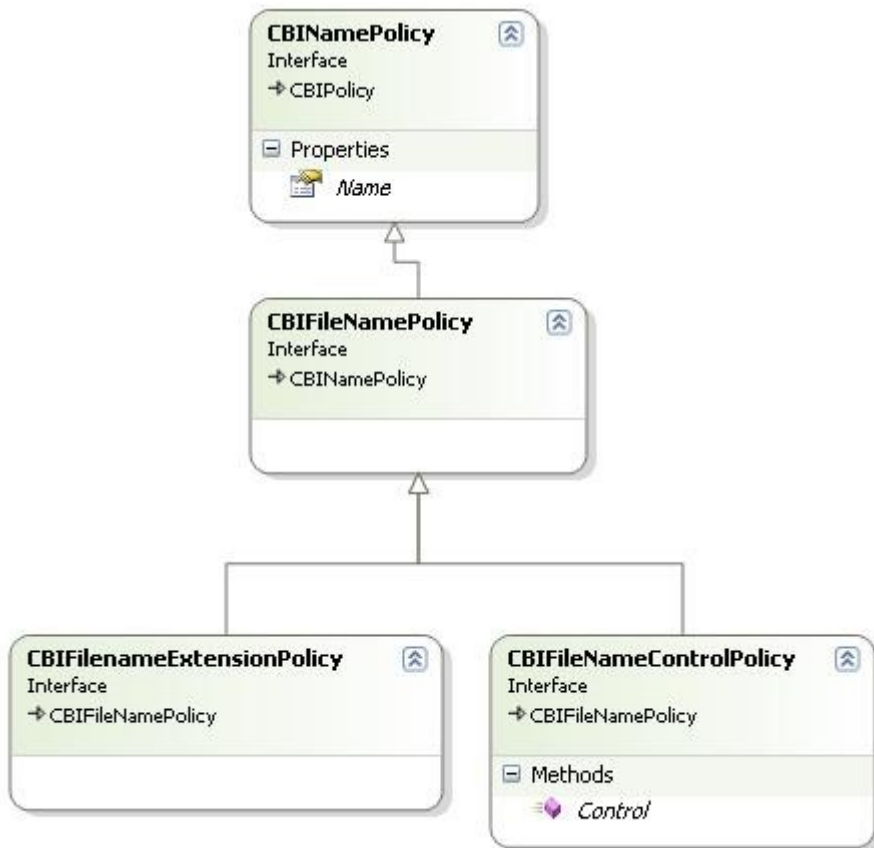 CBINamePolicy
Interface
CBIPolicy
Properties
Name
CBIFileNamePolicy
Interface
CBINamePolicy
CBIFilenameExtensionPolicy
Interface
CBIFileNamePolicy
CBIFileNameControlPolicy
Interface
CBIFileNamePolicy
Methods
Control